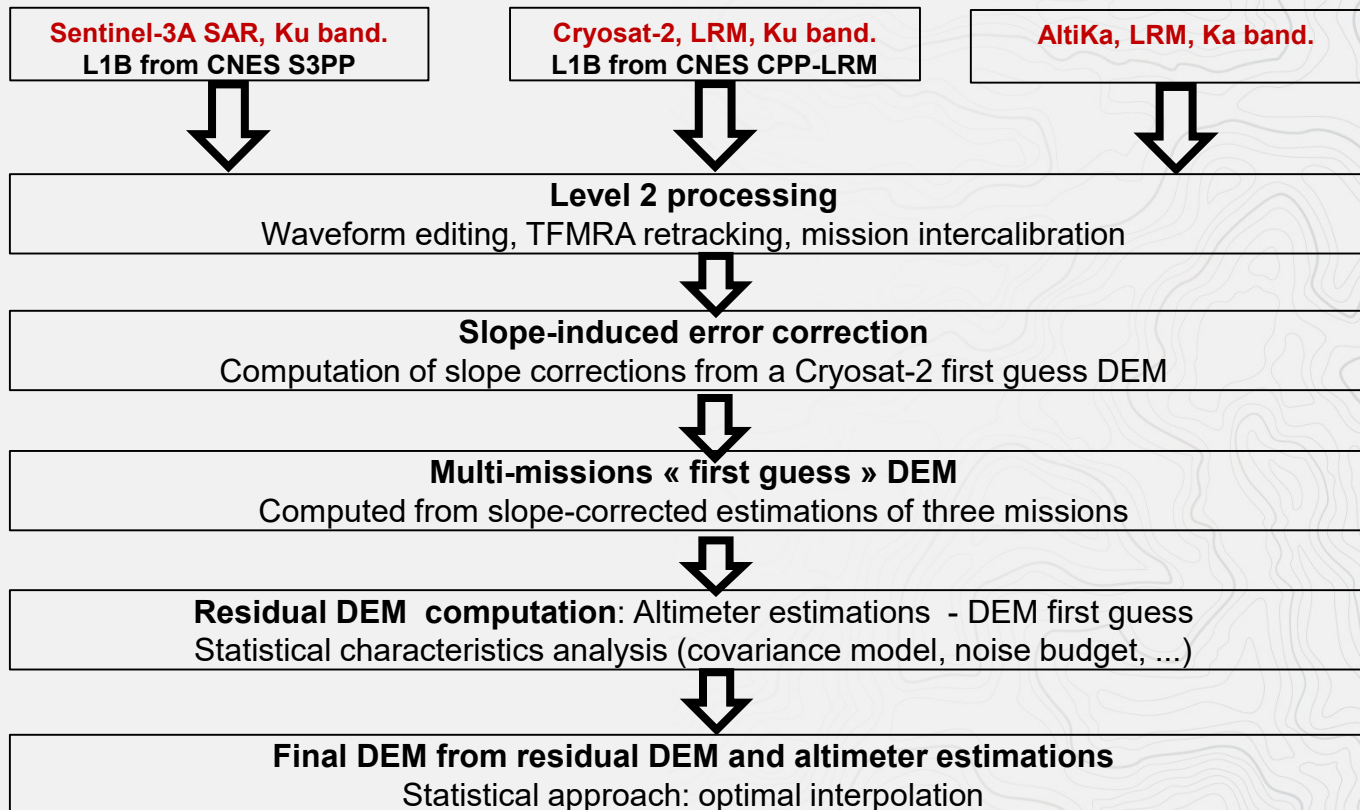 Sentinel-3A SAR, Ku band.
L1B from CNES S3PP
Cryosat-2, LRM, Ku band.
L1B from CNES CPP-LRM
AltiKa, LRM, Ka band.
Level 2 processing
Waveform editing, TFMRA retracking, mission intercalibration
Slope-induced error correction
Computation of slope corrections from a Cryosat-2 first guess DEM
Multi-missions « first guess » DEM
Computed from slope-corrected estimations of three missions
Residual DEM computation: Altimeter estimations - DEM first guess
Statistical characteristics analysis (covariance model, noise budget, ...)
Final DEM from residual DEM and altimeter estimations
Statistical approach: optimal interpolation